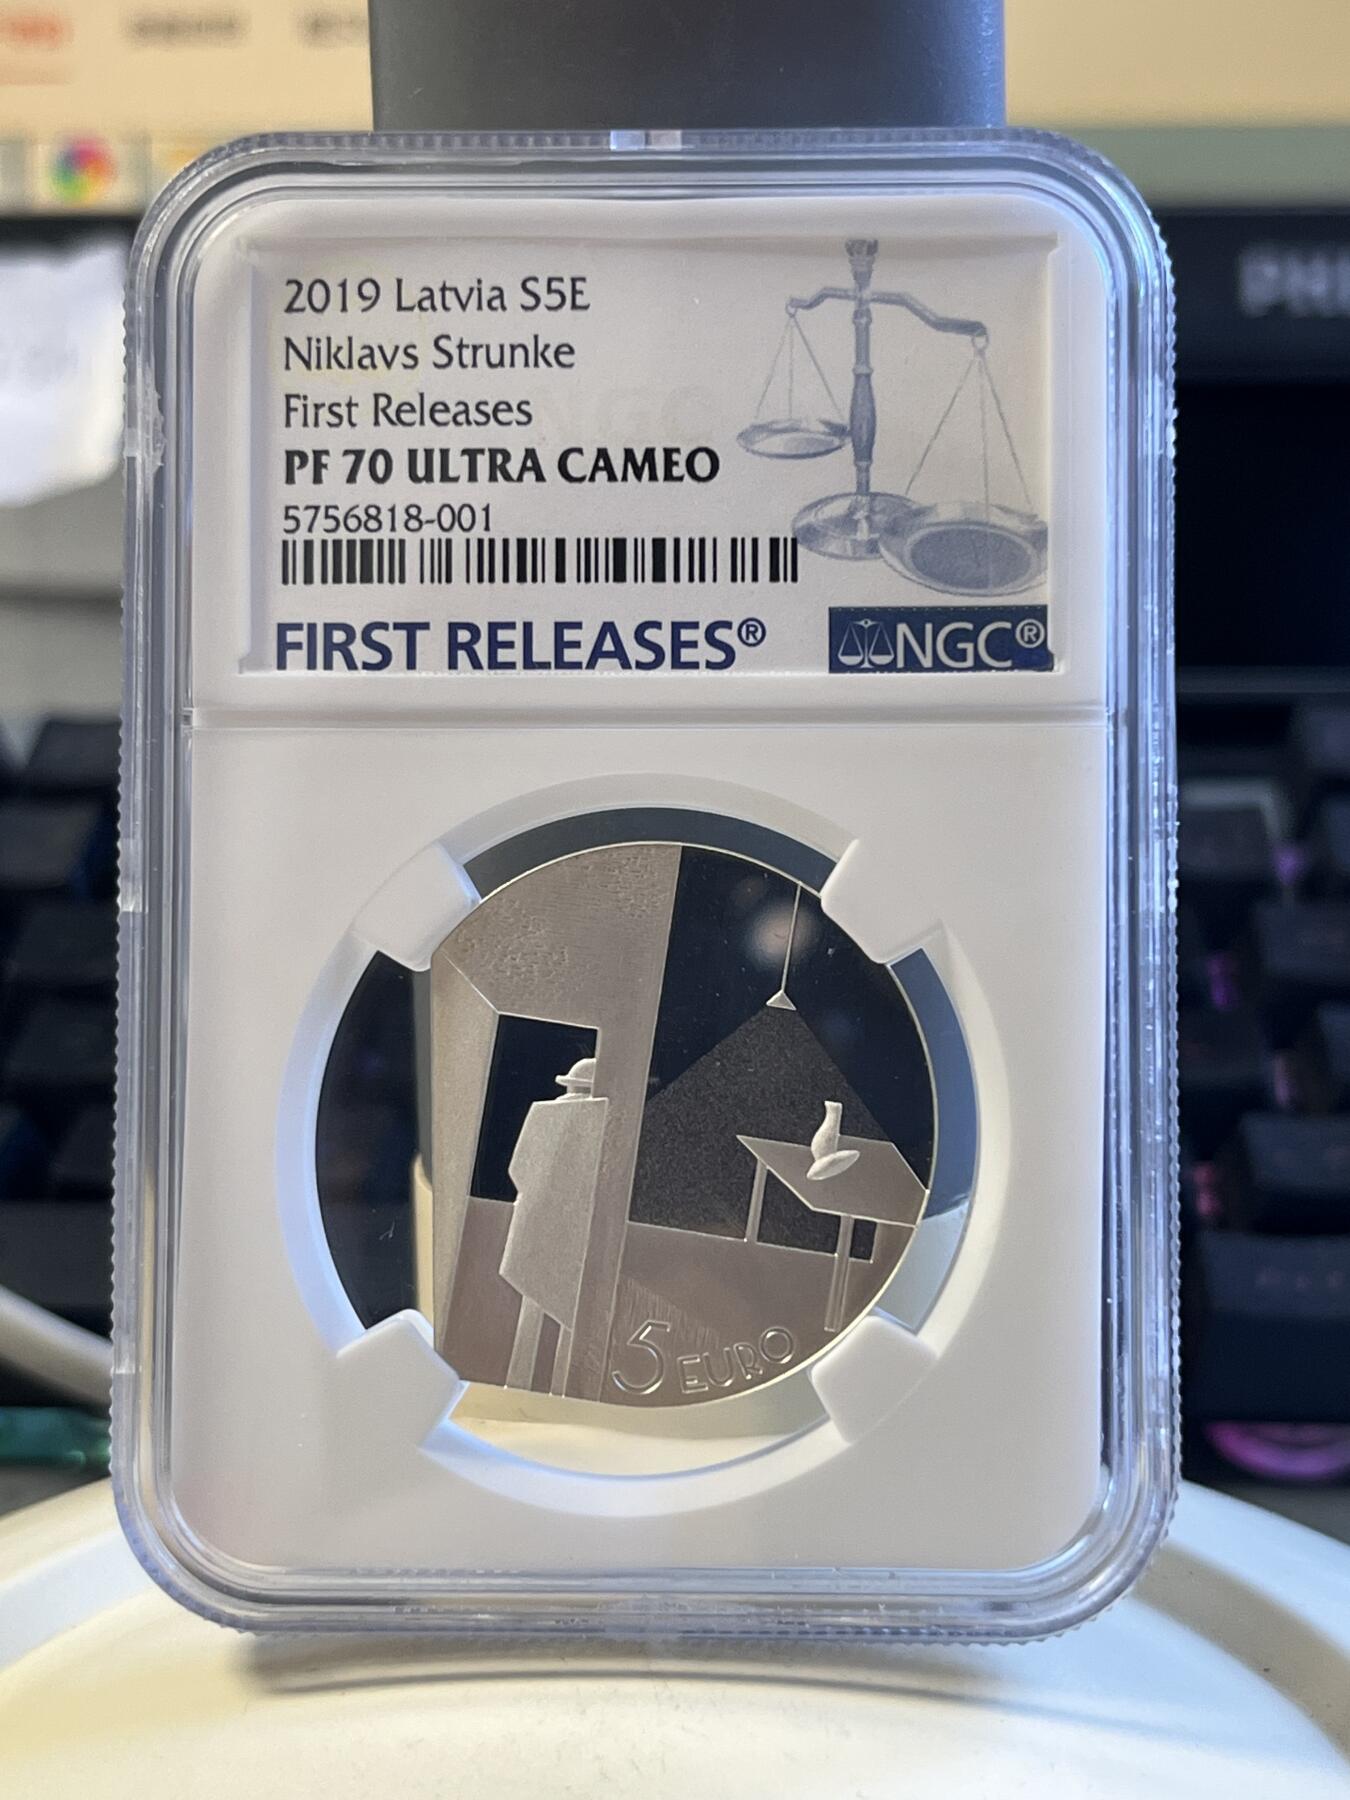 2019 Latvia S5E
Niklavs Strunke
First Releases
PF 70 ULTRA CAMEO
5756818-001
FIRST RELEASES®
NGC®
5 EURO